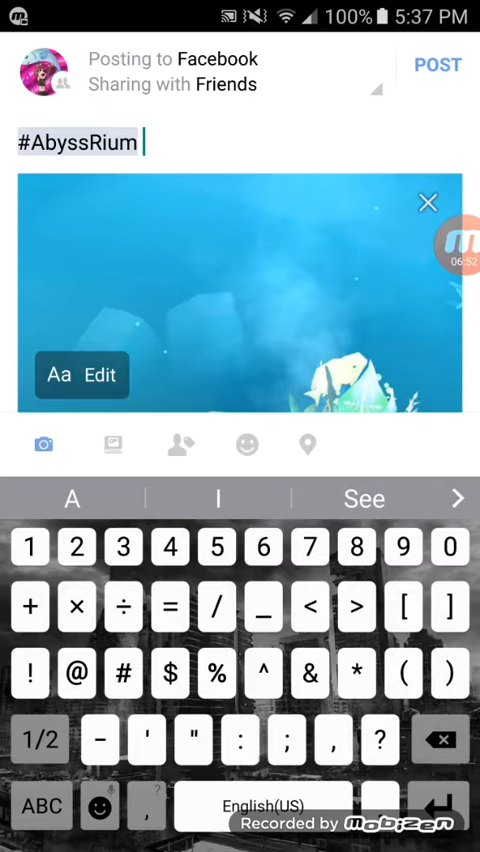 100% 5:37 PM
Posting to Facebook
Sharing with Friends
POST
#AbyssRium
06:52
Aa Edit
A I See
1 2 3 4 5 6 7 8 9 0
+ × ÷ = / _ < > [ ]
! @ # $ % ^ & * ( )
1/2 - ' " : ; , ?
ABC , ? English(US)
Recorded by mobizen